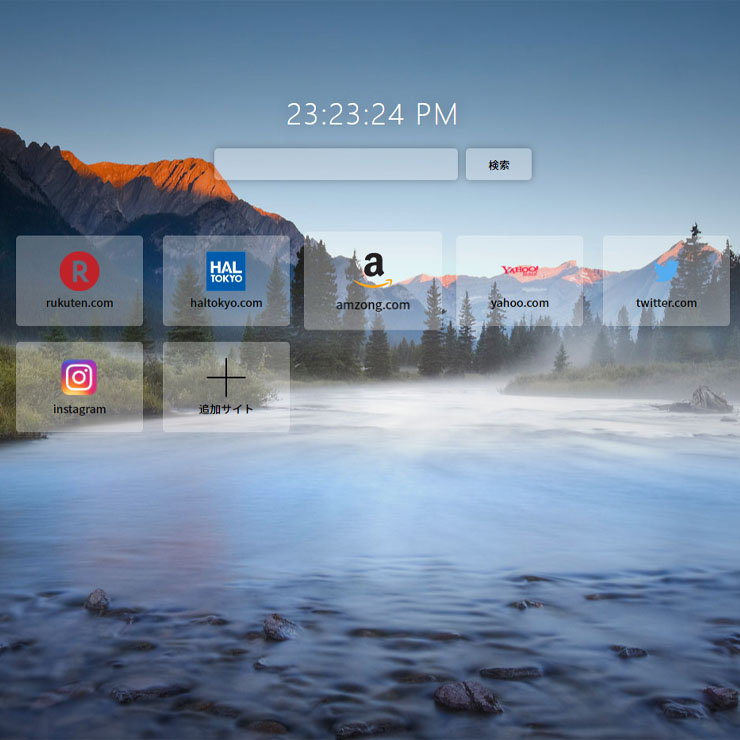 23:23:24 PM
検索
R
rukuten.com
HAL
TOKYO
haltokyo.com
a
amzong.com
YAHOO!
yahoo.com
twitter.com
instagram
追加サイト